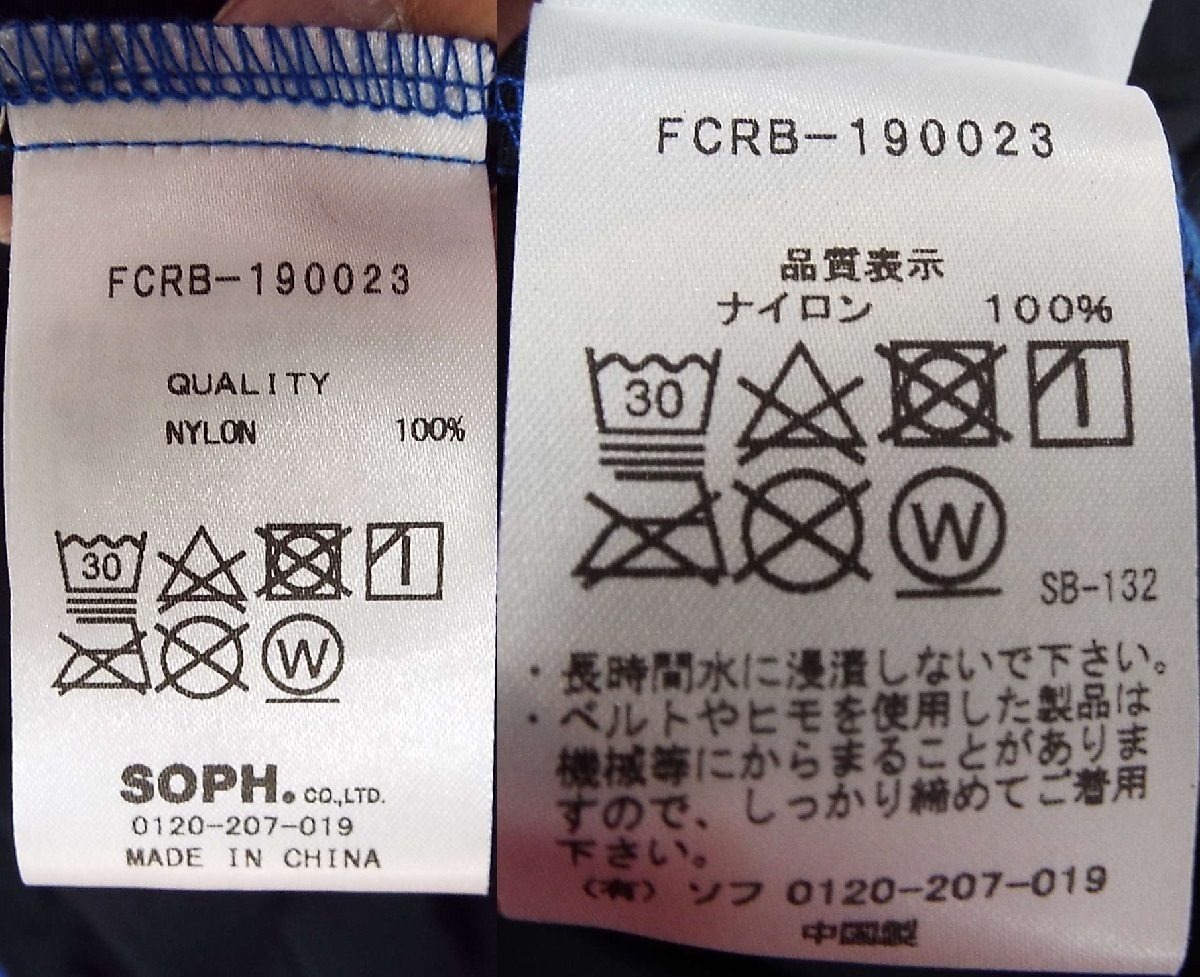 FCRB-190023
QUALITY
NYLON 100%
30
W
SOPH. CO.,LTD.
0120-207-019
MADE IN CHINA
FCRB-190023
品質表示
ナイロン 100%
30
W
SB-132
・長時間水に浸漬しないで下さい。
・ベルトやヒモを使用した製品は
機械等にからまることがありま
すので、しっかり締めてご着用
下さい。
(有) ソフ 0120-207-019
中国製